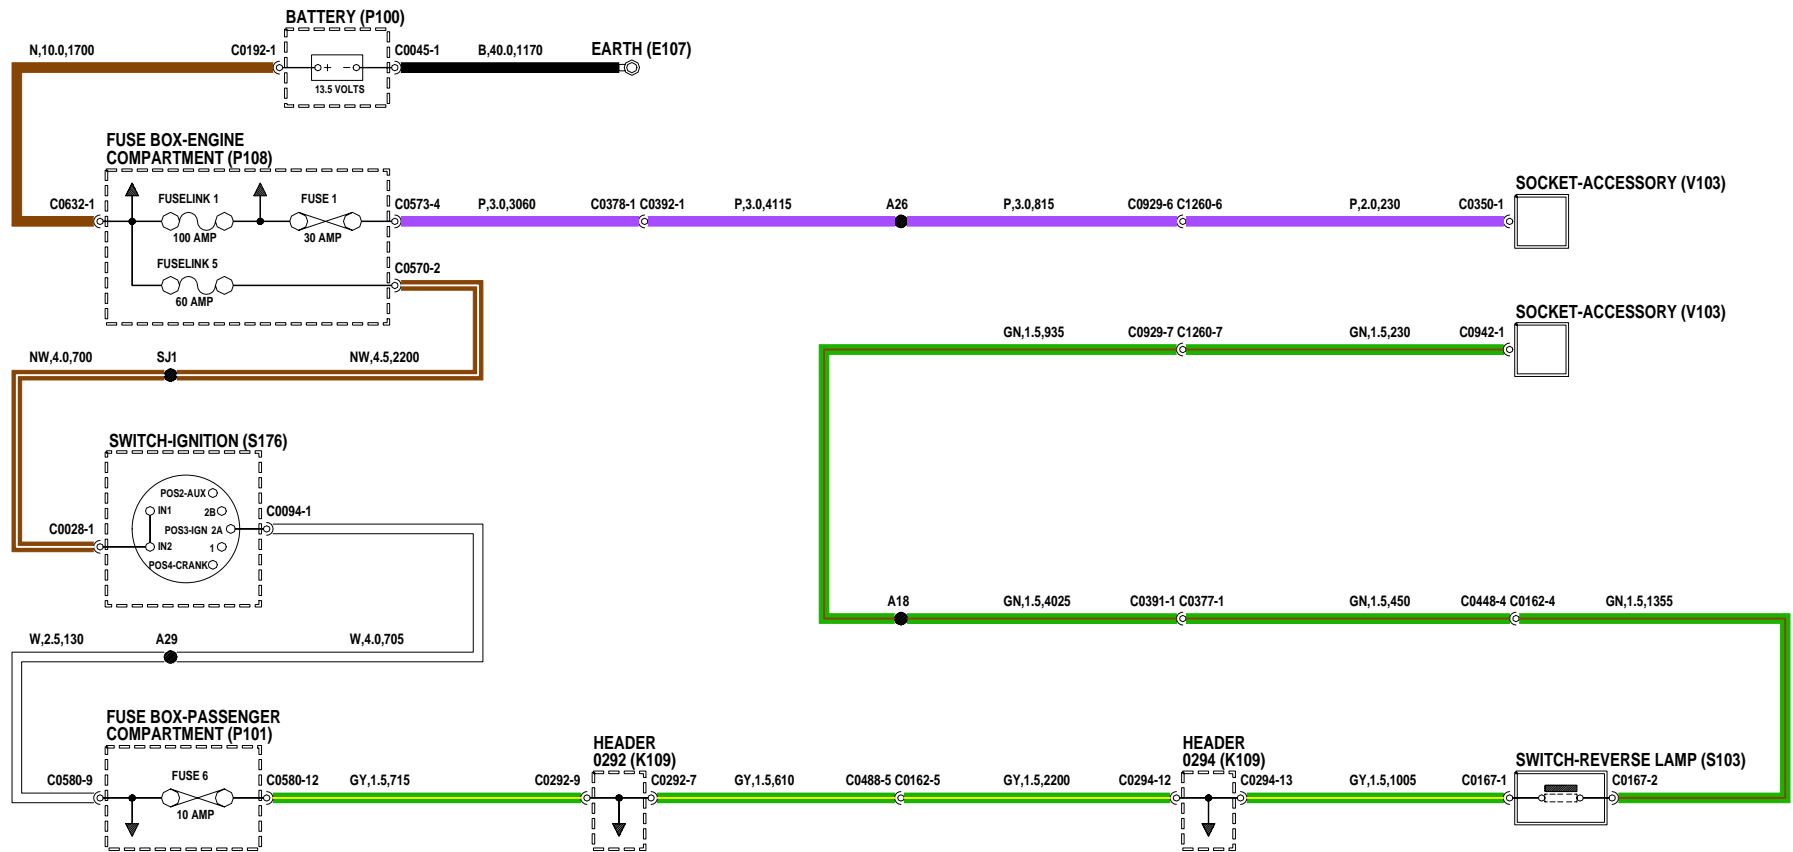 BATTERY (P100)
N,10.0,1700
C0192-1
C0045-1
B,40.0,1170
EARTH (E107)
+ −
13.5 VOLTS
FUSE BOX-ENGINE
COMPARTMENT (P108)
C0632-1
FUSELINK 1
100 AMP
FUSE 1
30 AMP
C0573-4
P,3.0,3060
C0378-1 C0392-1
P,3.0,4115
A26
P,3.0,815
C0929-6 C1260-6
P,2.0,230
C0350-1
SOCKET-ACCESSORY (V103)
FUSELINK 5
60 AMP
C0570-2
SOCKET-ACCESSORY (V103)
GN,1.5,935
C0929-7 C1260-7
GN,1.5,230
C0942-1
NW,4.0,700
SJ1
NW,4.5,2200
SWITCH-IGNITION (S176)
C0028-1
POS2-AUX
IN1
2B
POS3-IGN 2A
IN2
1
POS4-CRANK
C0094-1
A18
GN,1.5,4025
C0391-1 C0377-1
GN,1.5,450
C0448-4 C0162-4
GN,1.5,1355
W,2.5,130
A29
W,4.0,705
FUSE BOX-PASSENGER
COMPARTMENT (P101)
C0580-9
FUSE 6
10 AMP
C0580-12
GY,1.5,715
C0292-9
HEADER
0292 (K109)
C0292-7
GY,1.5,610
C0488-5 C0162-5
GY,1.5,2200
C0294-12
HEADER
0294 (K109)
C0294-13
GY,1.5,1005
C0167-1
SWITCH-REVERSE LAMP (S103)
C0167-2